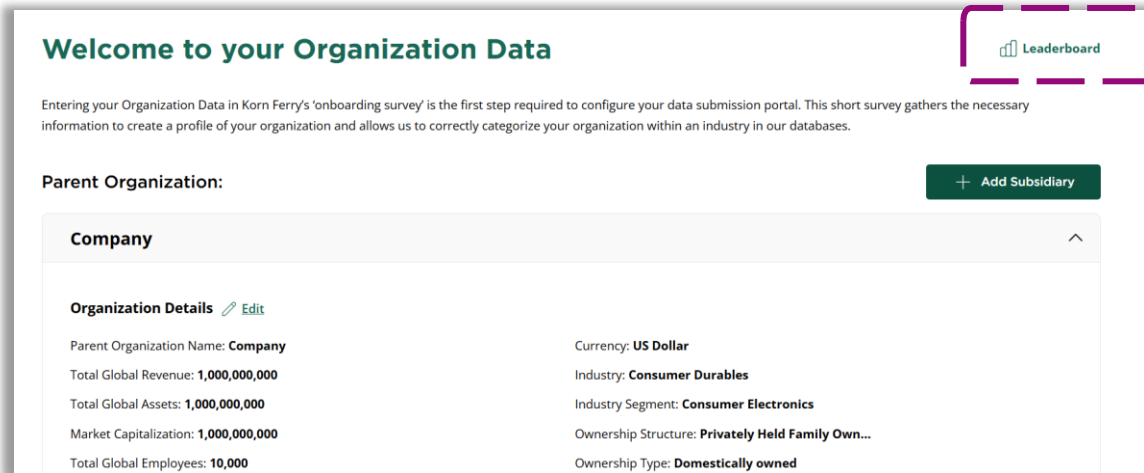 Welcome to your Organization Data
Leaderboard
Entering your Organization Data in Korn Ferry's 'onboarding survey' is the first step required to configure your data submission portal. This short survey gathers the necessary
information to create a profile of your organization and allows us to correctly categorize your organization within an industry in our databases.
Parent Organization:
+ Add Subsidiary
Company
Organization Details Edit
Parent Organization Name: Company
Currency: US Dollar
Total Global Revenue: 1,000,000,000
Industry: Consumer Durables
Total Global Assets: 1,000,000,000
Industry Segment: Consumer Electronics
Market Capitalization: 1,000,000,000
Ownership Structure: Privately Held Family Own...
Total Global Employees: 10,000
Ownership Type: Domestically owned